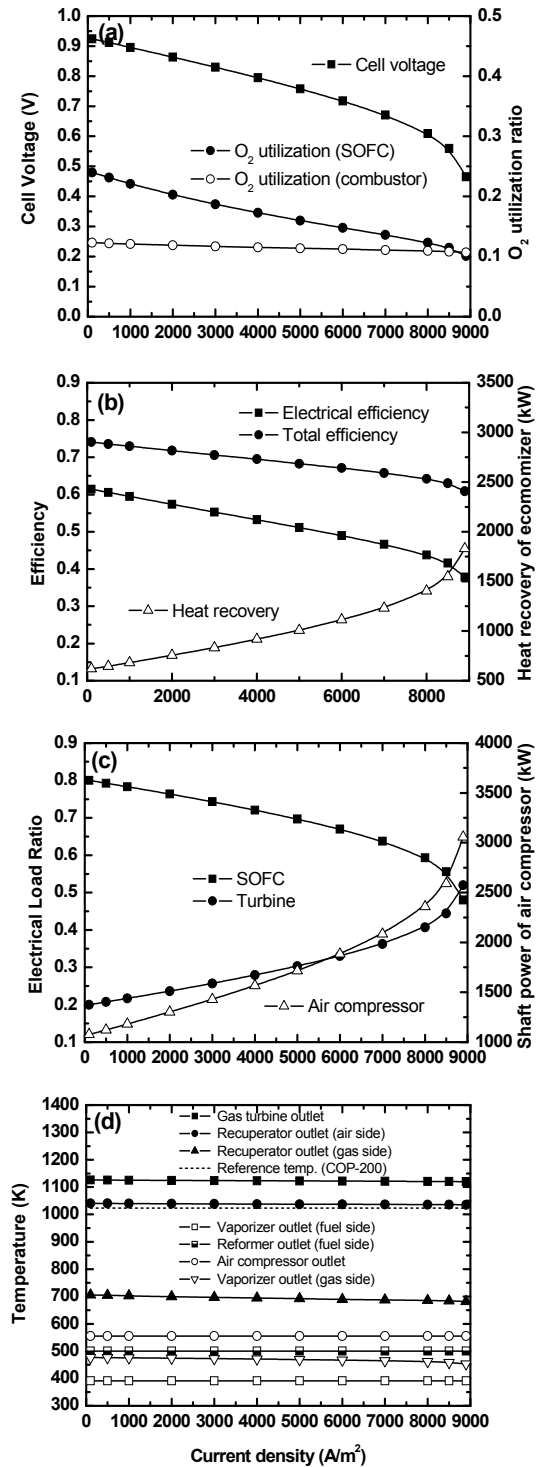 (a)
Cell voltage
O2 utilization (SOFC)
O2 utilization (combustor)
Cell Voltage (V)
O2 utilization ratio
1.0
0.9
0.8
0.7
0.6
0.5
0.4
0.3
0.2
0.1
0.0
0.5
0.4
0.3
0.2
0.1
0.0
0 1000 2000 3000 4000 5000 6000 7000 8000 9000
(b)
Electrical efficiency
Total efficiency
Heat recovery
Efficiency
Heat recovery of ecomomizer (kW)
0.9
0.8
0.7
0.6
0.5
0.4
0.3
0.2
0.1
3500
3000
2500
2000
1500
1000
500
0 2000 4000 6000 8000
(c)
SOFC
Turbine
Air compressor
Electrical Load Ratio
Shaft power of air compressor (kW)
0.9
0.8
0.7
0.6
0.5
0.4
0.3
0.2
0.1
4000
3500
3000
2500
2000
1500
1000
0 1000 2000 3000 4000 5000 6000 7000 8000 9000
(d)
Gas turbine outlet
Recuperator outlet (air side)
Recuperator outlet (gas side)
Reference temp. (COP-200)
Vaporizer outlet (fuel side)
Reformer outlet (fuel side)
Air compressor outlet
Vaporizer outlet (gas side)
Temperature (K)
1400
1300
1200
1100
1000
900
800
700
600
500
400
300
0 1000 2000 3000 4000 5000 6000 7000 8000 9000
Current density (A/m²)